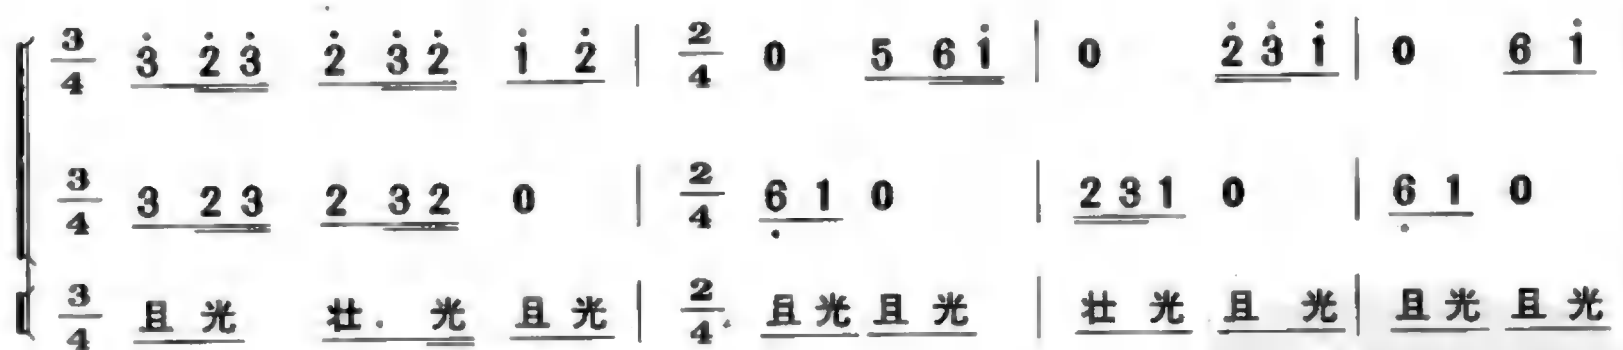 3/4 3̇ 2̇ 3̇ 2̇ 3̇ 2̇ 1̇ 2̇ | 2/4 0 5 6 1̇ | 0 2̇ 3̇ 1̇ | 0 6 1̇
3/4 3 2 3 2 3 2 0 | 2/4 6̣ 1 0 | 2 3 1 0 | 6̣ 1 0
3/4 且 光 壮. 光 且 光 | 2/4 且 光 且 光 | 壮 光 且 光 | 且 光 且 光